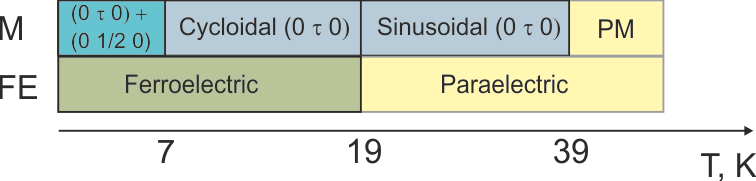 M
(0 τ 0) +
(0 1/2 0)
Cycloidal (0 τ 0)
Sinusoidal (0 τ 0)
PM
FE
Ferroelectric
Paraelectric
7
19
39
T, K